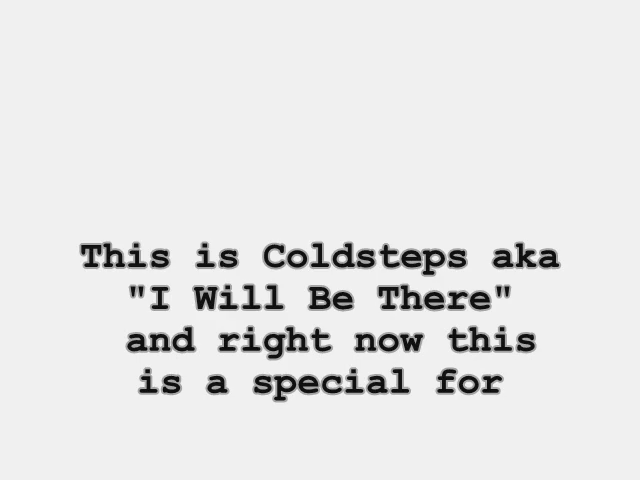 This is Coldsteps aka
"I Will Be There"
and right now this
is a special for